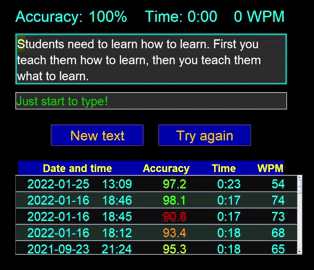 Accuracy: 100% Time: 0:00 0 WPM
Students need to learn how to learn. First you
teach them how to learn, then you teach them
what to learn.
Just start to type!
New text Try again
Date and time Accuracy Time WPM
2022-01-25 13:09 97.2 0:23 54
2022-01-16 18:46 98.1 0:17 74
2022-01-16 18:45 90.6 0:17 73
2022-01-16 18:12 93.4 0:18 68
2021-09-23 21:24 95.3 0:18 65